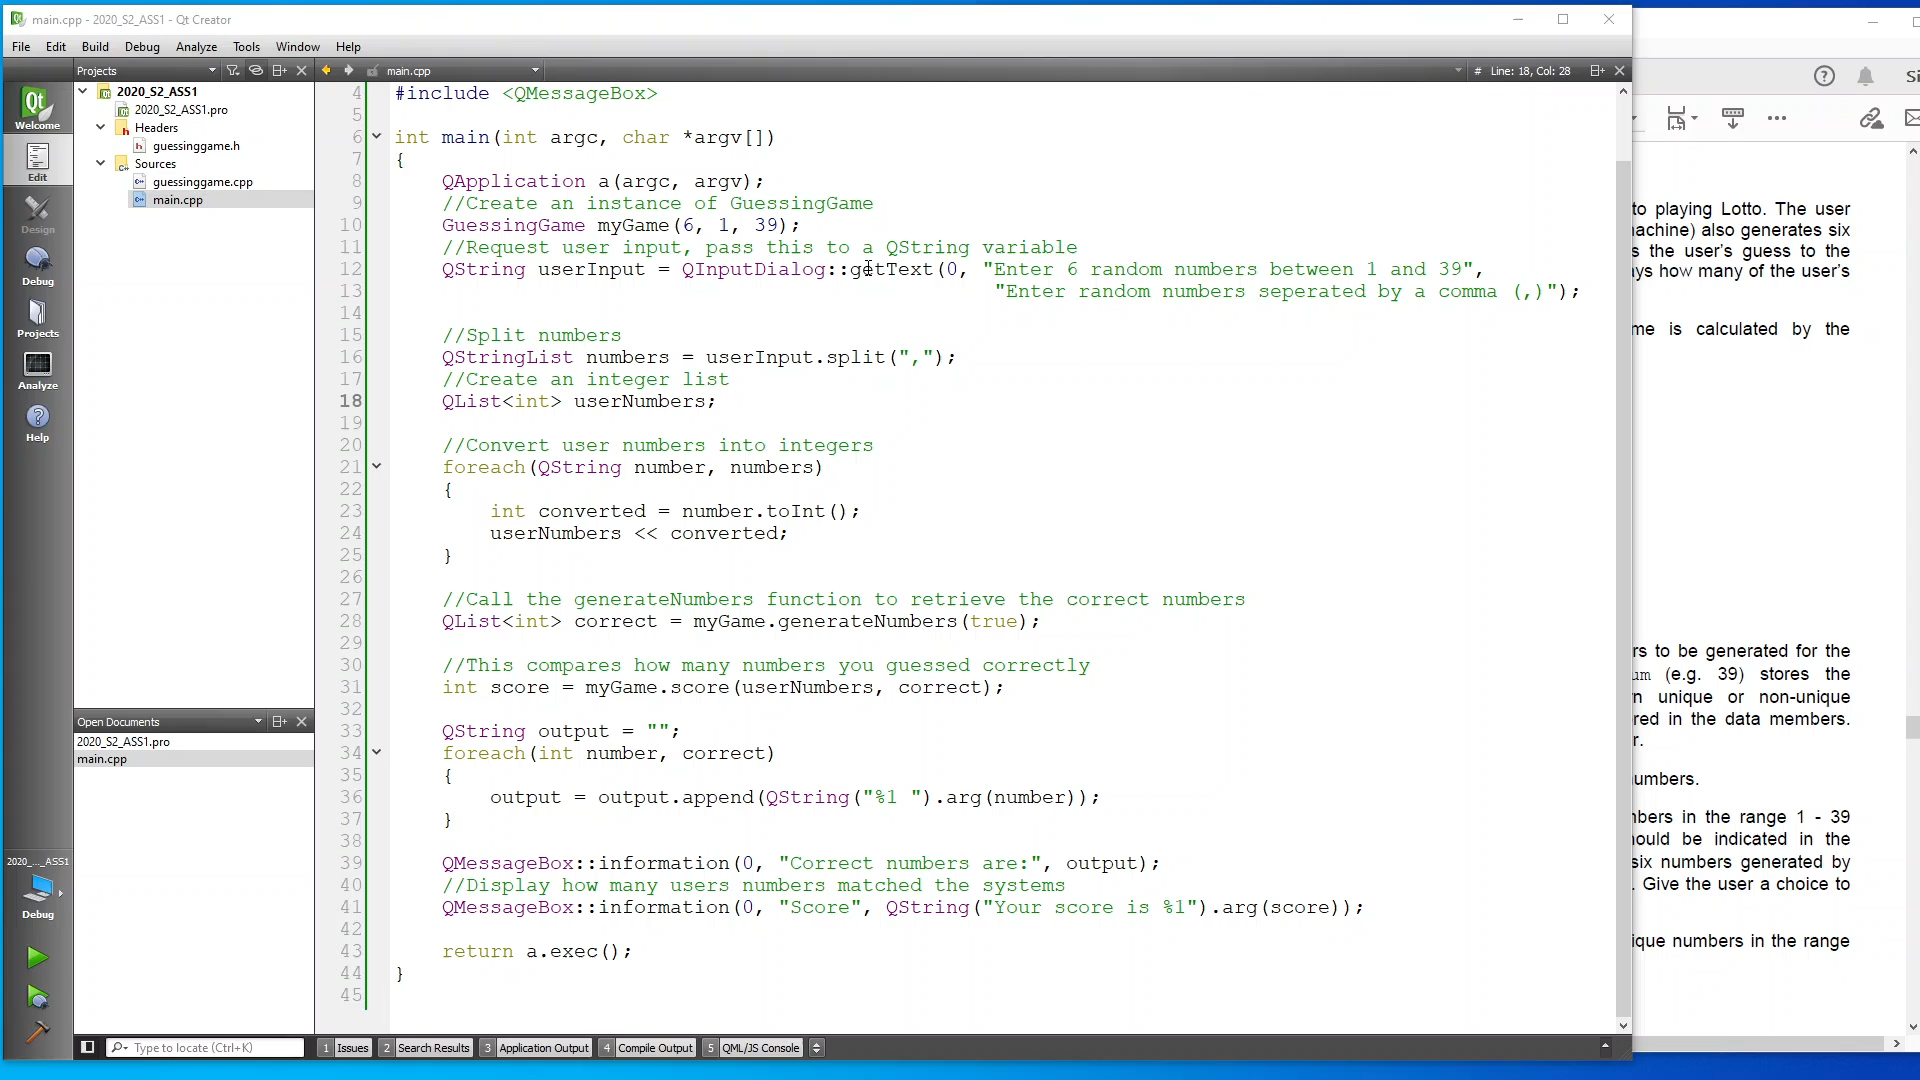 main.cpp - 2020_S2_ASS1 - Qt Creator
File Edit Build Debug Analyze Tools Window Help
Projects
main.cpp
# Line: 18, Col: 28
Welcome
Edit
Design
Debug
Projects
Analyze
Help
2020_S2_ASS1
2020_S2_ASS1.pro
Headers
guessinggame.h
Sources
guessinggame.cpp
main.cpp
Open Documents
2020_S2_ASS1.pro
main.cpp
2020_..._ASS1
Debug
4 #include <QMessageBox>
5
6 int main(int argc, char *argv[])
7 {
8 QApplication a(argc, argv);
9 //Create an instance of GuessingGame
10 GuessingGame myGame(6, 1, 39);
11 //Request user input, pass this to a QString variable
12 QString userInput = QInputDialog::getText(0, "Enter 6 random numbers between 1 and 39",
13 "Enter random numbers seperated by a comma (,)");
14
15 //Split numbers
16 QStringList numbers = userInput.split(",");
17 //Create an integer list
18 QList<int> userNumbers;
19
20 //Convert user numbers into integers
21 foreach(QString number, numbers)
22 {
23 int converted = number.toInt();
24 userNumbers << converted;
25 }
26
27 //Call the generateNumbers function to retrieve the correct numbers
28 QList<int> correct = myGame.generateNumbers(true);
29
30 //This compares how many numbers you guessed correctly
31 int score = myGame.score(userNumbers, correct);
32
33 QString output = "";
34 foreach(int number, correct)
35 {
36 output = output.append(QString("%1 ").arg(number));
37 }
38
39 QMessageBox::information(0, "Correct numbers are:", output);
40 //Display how many users numbers matched the systems
41 QMessageBox::information(0, "Score", QString("Your score is %1").arg(score));
42
43 return a.exec();
44 }
45
Type to locate (Ctrl+K)
1 Issues 2 Search Results 3 Application Output 4 Compile Output 5 QML/JS Console
to playing Lotto. The user
also generates six
the user's guess to the
how many of the user's
is calculated by the
to be generated for the
(e.g. 39) stores the
unique or non-unique
in the data members.
numbers.
in the range 1 - 39
be indicated in the
six numbers generated by
. Give the user a choice to
numbers in the range